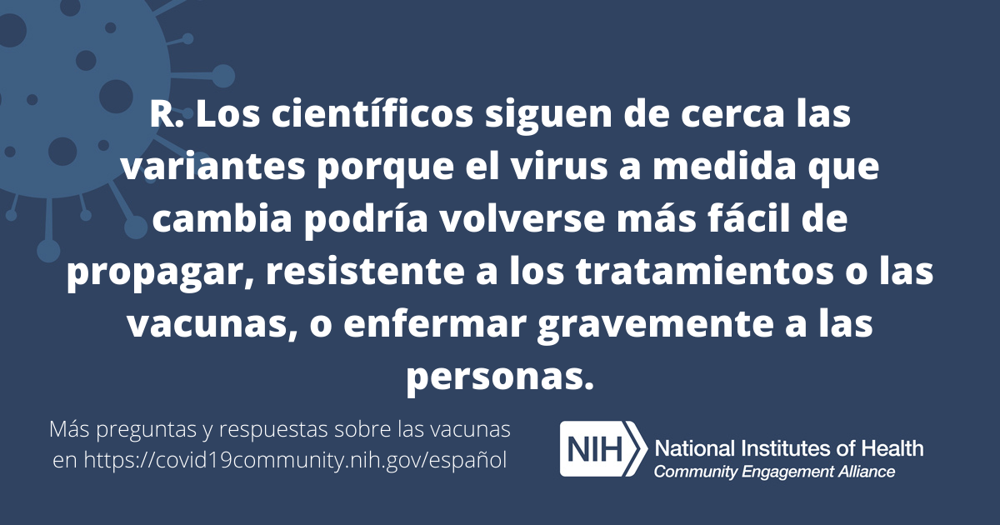 R. Los científicos siguen de cerca las
variantes porque el virus a medida que
cambia podría volverse más fácil de
propagar, resistente a los tratamientos o las
vacunas, o enfermar gravemente a las
personas.
Más preguntas y respuestas sobre las vacunas
en https://covid19community.nih.gov/español
NIH
National Institutes of Health
Community Engagement Alliance